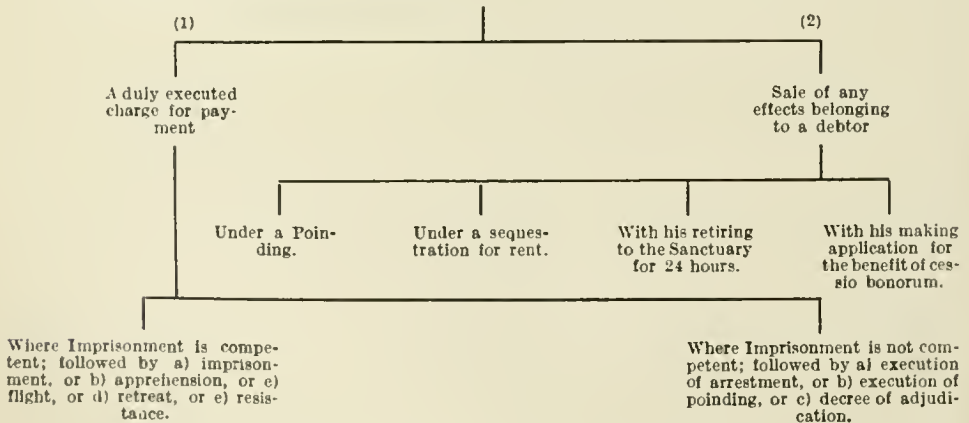 (1)
(2)
A duly executed
charge for pay-
ment
Sale of any
effects belonging
to a debtor
Under a Poin-
ding.
Under a seques-
tration for rent.
With his retiring
to the Sanctuary
for 24 hours.
With his making
application for
the benefit of ces-
sio bonorum.
Where Imprisonment is compe-
tent; followed by a) imprison-
ment, or b) apprehension, or c)
flight, or d) retreat, or e) resis-
tance.
Where Imprisonment is not com-
petent; followed by a) execution
of arrestment, or b) execution of
poinding, or c) decree of adjudi-
cation.